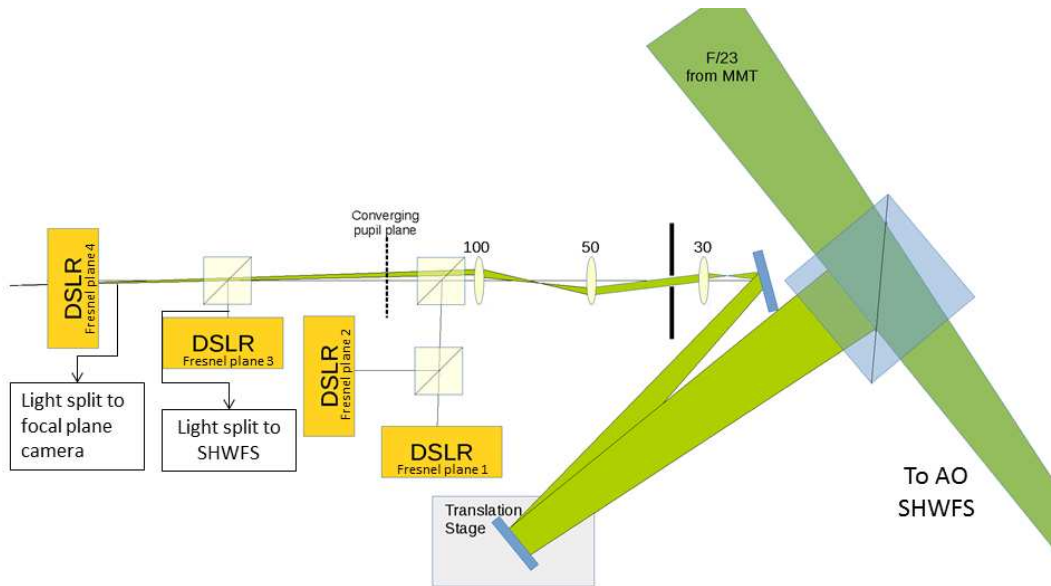 F/23
from MMT
Converging
pupil plane
100
50
30
DSLR
Fresnel plane 4
DSLR
Fresnel plane 3
DSLR
Fresnel plane 2
DSLR
Fresnel plane 1
Light split to
focal plane
camera
Light split to
SHWFS
To AO
SHWFS
Translation
Stage